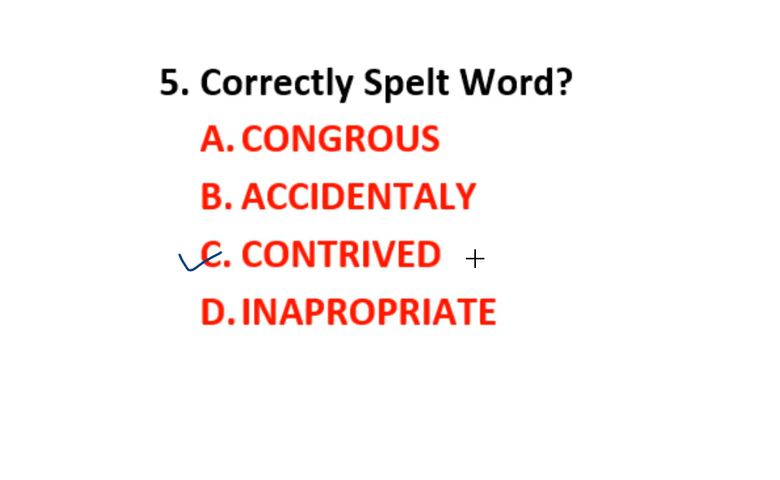 5. Correctly Spelt Word?
A. CONGROUS
B. ACCIDENTALY
C. CONTRIVED
D. INAPROPRIATE